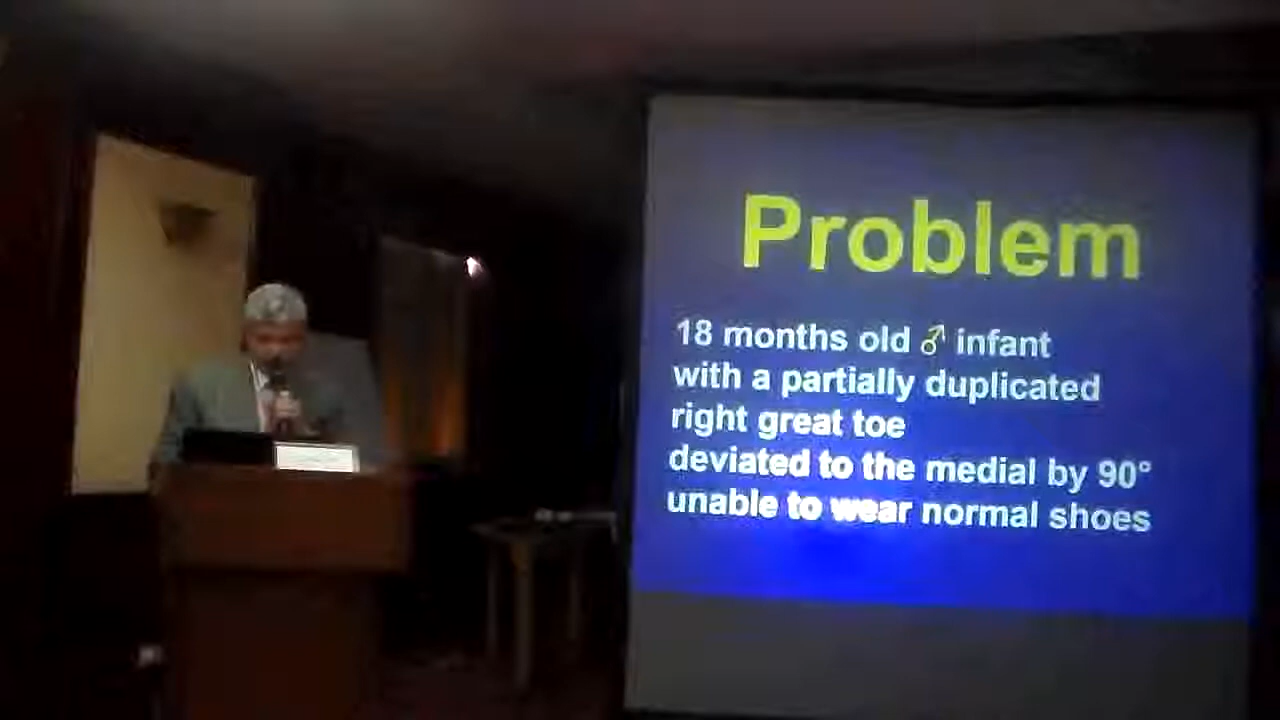 Problem
18 months old ♂ infant
with a partially duplicated
right great toe
deviated to the medial by 90°
unable to wear normal shoes